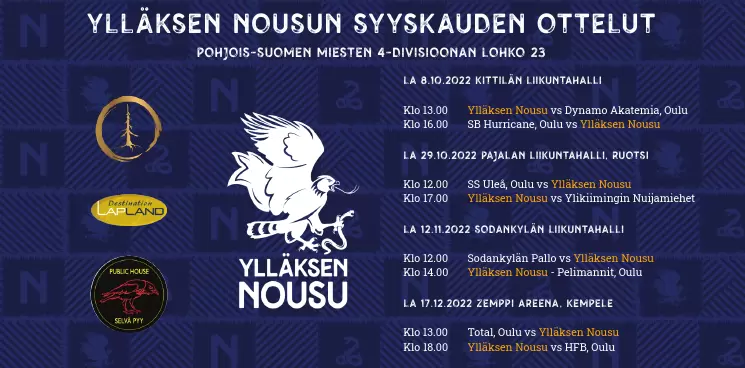 YLLÄKSEN NOUSUN SYYSKAUDEN OTTELUT
POHJOIS-SUOMEN MIESTEN 4-DIVISIOONAN LOHKO 23
Destination
LAPLAND
PUBLIC HOUSE
SELVÄ PYY
YLLÄKSEN
NOUSU
LA 8.10.2022 KITTILÄN LIIKUNTAHALLI
Klo 13.00 Ylläksen Nousu vs Dynamo Akatemia, Oulu
Klo 16.00 SB Hurricane, Oulu vs Ylläksen Nousu
LA 29.10.2022 PAJALAN LIIKUNTAHALLI, RUOTSI
Klo 12.00 SS Uleå, Oulu vs Ylläksen Nousu
Klo 17.00 Ylläksen Nousu vs Ylikiimingin Nuijamiehet
LA 12.11.2022 SODANKYLÄN LIIKUNTAHALLI
Klo 12.00 Sodankylän Pallo vs Ylläksen Nousu
Klo 14.00 Ylläksen Nousu - Pelimannit, Oulu
LA 17.12.2022 ZEMPPI AREENA, KEMPELE
Klo 13.00 Total, Oulu vs Ylläksen Nousu
Klo 18.00 Ylläksen Nousu vs HFB, Oulu